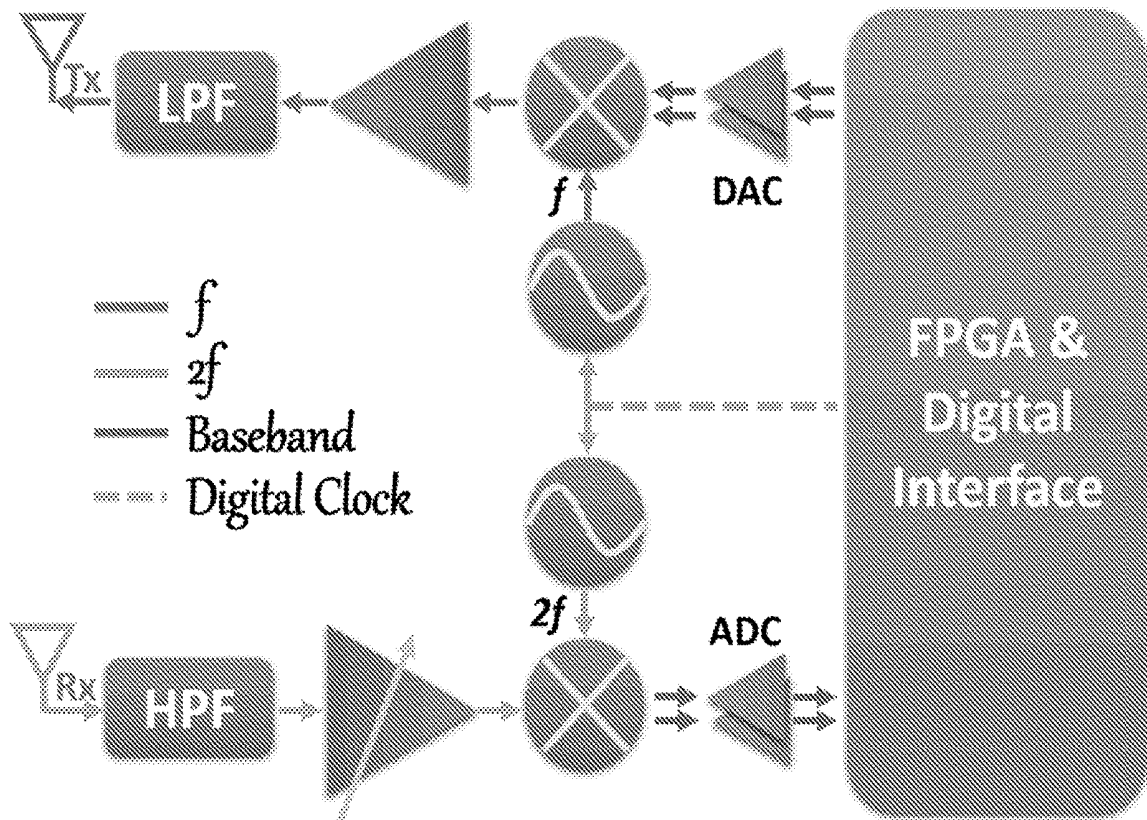 Tx
LPF
f
DAC
f
2f
Baseband
Digital Clock
FPGA &
Digital
Interface
2f
ADC
Rx
HPF